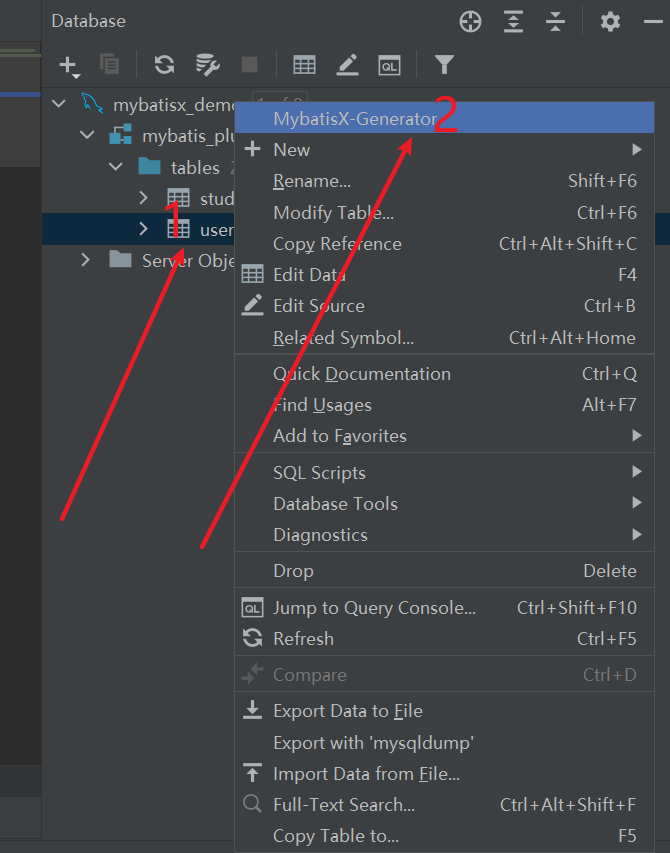 Database
mybatisx_demo
mybatis_plu
tables 2
stud
user
Server Obje
1
2
MybatisX-Generator
New
Rename... Shift+F6
Modify Table... Ctrl+F6
Copy Reference Ctrl+Alt+Shift+C
Edit Data F4
Edit Source Ctrl+B
Related Symbol... Ctrl+Alt+Home
Quick Documentation Ctrl+Q
Find Usages Alt+F7
Add to Favorites
SQL Scripts
Database Tools
Diagnostics
Drop Delete
QL Jump to Query Console... Ctrl+Shift+F10
Refresh Ctrl+F5
Compare Ctrl+D
Export Data to File
Export with 'mysqldump'
Import Data from File...
Full-Text Search... Ctrl+Alt+Shift+F
Copy Table to... F5